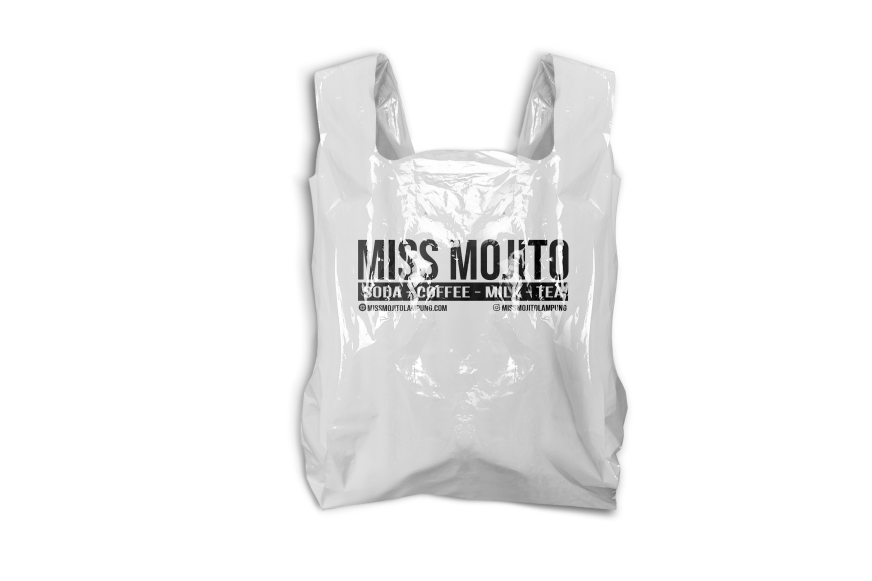 MISS MOJITO
SODA - COFFEE - MILK - TEA
MISSMOJITOLAMPUNG.COM MISSMOJITOLAMPUNG